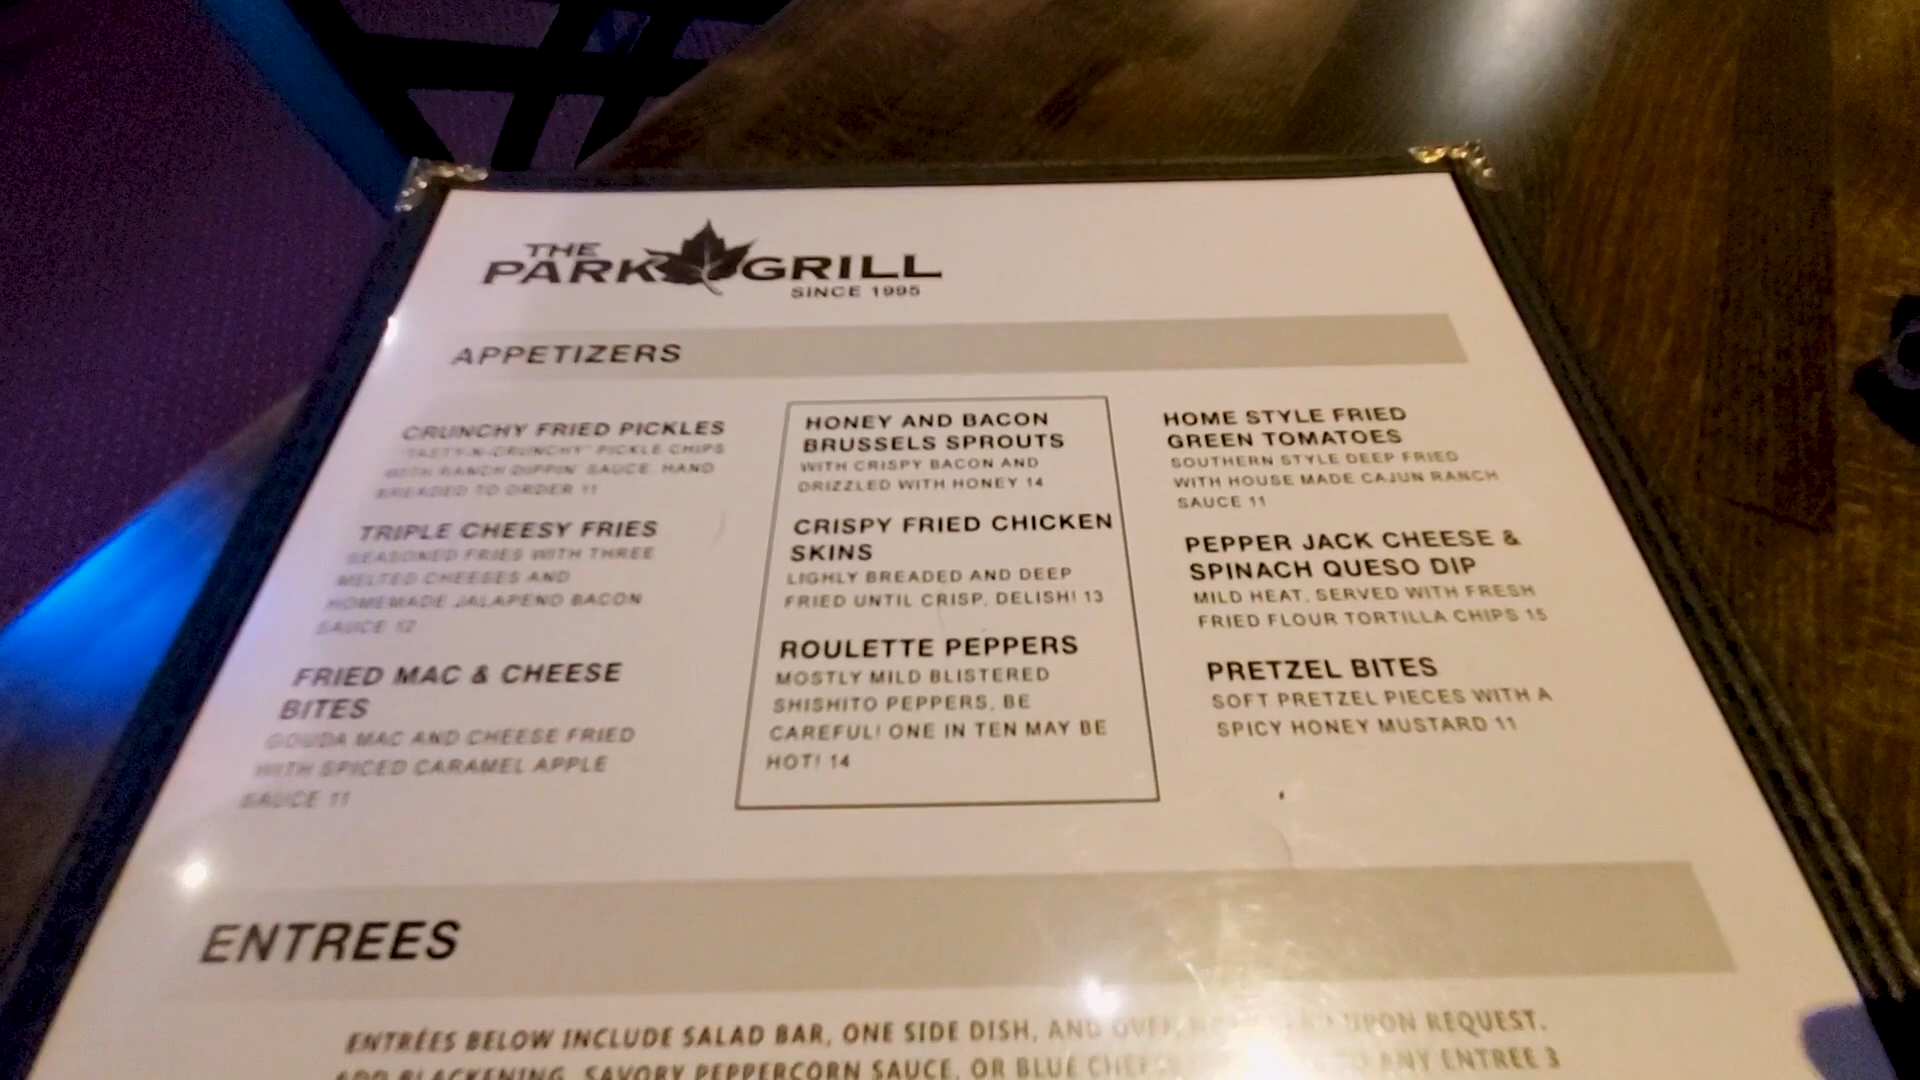 THE
PARK GRILL
SINCE 1995
APPETIZERS
CRUNCHY FRIED PICKLES
"TASTY-N-CRUNCHY" PICKLE CHIPS
WITH RANCH DIPPIN' SAUCE. HAND
BREADED TO ORDER 11
TRIPLE CHEESY FRIES
SEASONED FRIES WITH THREE
MELTED CHEESES AND
HOMEMADE JALAPENO BACON
SAUCE 12
FRIED MAC & CHEESE
BITES
GOUDA MAC AND CHEESE FRIED
WITH SPICED CARAMEL APPLE
SAUCE 11
HONEY AND BACON
BRUSSELS SPROUTS
WITH CRISPY BACON AND
DRIZZLED WITH HONEY 14
CRISPY FRIED CHICKEN
SKINS
LIGHLY BREADED AND DEEP
FRIED UNTIL CRISP. DELISH! 13
ROULETTE PEPPERS
MOSTLY MILD BLISTERED
SHISHITO PEPPERS, BE
CAREFUL! ONE IN TEN MAY BE
HOT! 14
HOME STYLE FRIED
GREEN TOMATOES
SOUTHERN STYLE DEEP FRIED
WITH HOUSE MADE CAJUN RANCH
SAUCE 11
PEPPER JACK CHEESE &
SPINACH QUESO DIP
MILD HEAT, SERVED WITH FRESH
FRIED FLOUR TORTILLA CHIPS 15
PRETZEL BITES
SOFT PRETZEL PIECES WITH A
SPICY HONEY MUSTARD 11
ENTREES
ENTRÉES BELOW INCLUDE SALAD BAR, ONE SIDE DISH, AND UPON REQUEST.
ADD BLACKENING, SAVORY PEPPERCORN SAUCE, OR BLUE ANY ENTREE 3